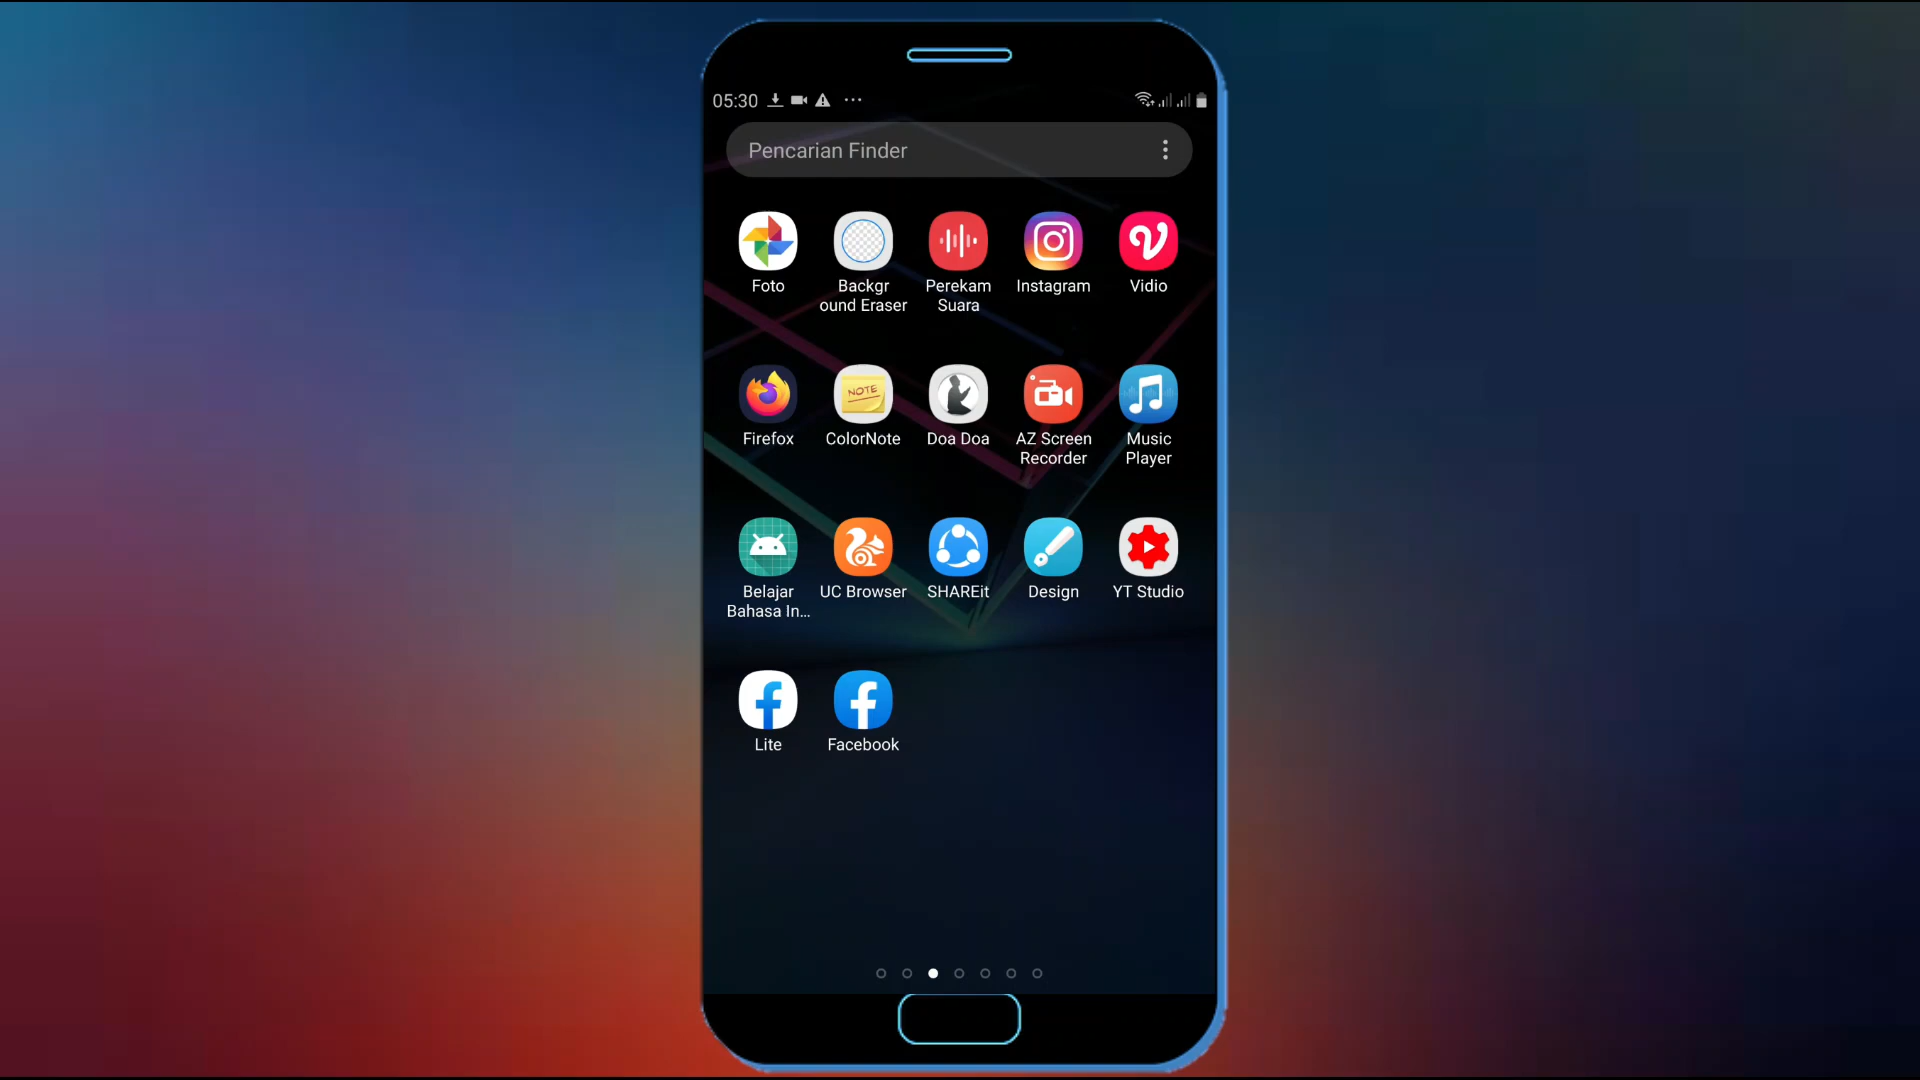 05:30
Pencarian Finder
Foto
Backgr
ound Eraser
Perekam
Suara
Instagram
Vidio
Firefox
NOTE
ColorNote
Doa Doa
AZ Screen
Recorder
Music
Player
Belajar
Bahasa In...
UC Browser
SHAREit
Design
YT Studio
Lite
Facebook